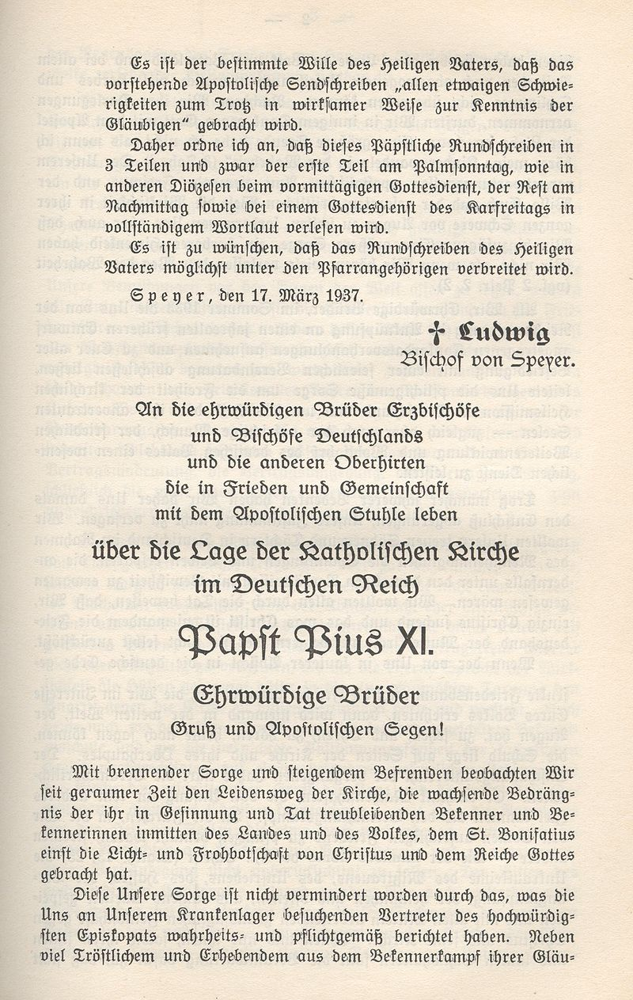 Es ist der bestimmte Wille des Heiligen Vaters, daß das
vorstehende Apostolische Sendschreiben „allen etwaigen Schwie-
rigkeiten zum Trotz in wirksamer Weise zur Kenntnis der
Gläubigen“ gebracht wird.
Daher ordne ich an, daß dieses Päpstliche Rundschreiben in
3 Teilen und zwar der erste Teil am Palmsonntag, wie in
anderen Diözesen beim vormittägigen Gottesdienst, der Rest am
Nachmittag sowie bei einem Gottesdienst des Karfreitags in
vollständigem Wortlaut verlesen wird.
Es ist zu wünschen, daß das Rundschreiben des Heiligen
Vaters möglichst unter den Pfarrangehörigen verbreitet wird.
Speyer, den 17. März 1937.
✝ Ludwig
Bischof von Speyer.
An die ehrwürdigen Brüder Erzbischöfe
und Bischöfe Deutschlands
und die anderen Oberhirten
die in Frieden und Gemeinschaft
mit dem Apostolischen Stuhle leben
über die Lage der Katholischen Kirche
im Deutschen Reich
Papst Pius XI.
Ehrwürdige Brüder
Gruß und Apostolischen Segen!
Mit brennender Sorge und steigendem Befremden beobachten Wir
seit geraumer Zeit den Leidensweg der Kirche, die wachsende Bedräng-
nis der ihr in Gesinnung und Tat treubleibenden Bekenner und Be-
kennerinnen inmitten des Landes und des Volkes, dem St. Bonifatius
einst die Licht- und Frohbotschaft von Christus und dem Reiche Gottes
gebracht hat.
Diese Unsere Sorge ist nicht vermindert worden durch das, was die
Uns an Unserem Krankenlager besuchenden Vertreter des hochwürdig-
sten Episkopats wahrheits- und pflichtgemäß berichtet haben. Neben
viel Tröstlichem und Erhebendem aus dem Bekennerkampf ihrer Gläu-